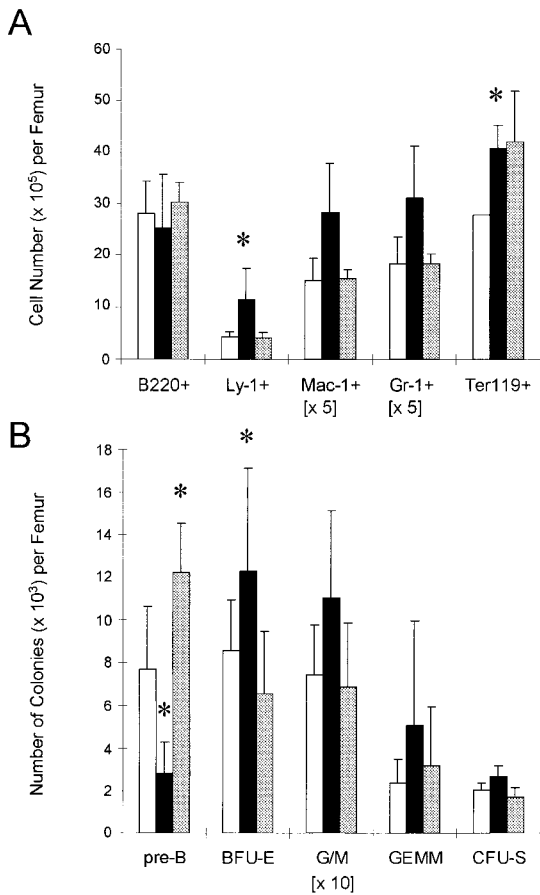 A
Cell Number (x 10⁵) per Femur
60
50
40
30
20
10
0
*
*
B220+ Ly-1+ Mac-1+ Gr-1+ Ter119+
[x 5] [x 5]
B
Number of Colonies (x 10³) per Femur
18
16
14
12
10
8
6
4
2
0
*
*
*
pre-B BFU-E G/M GEMM CFU-S
[x 10]